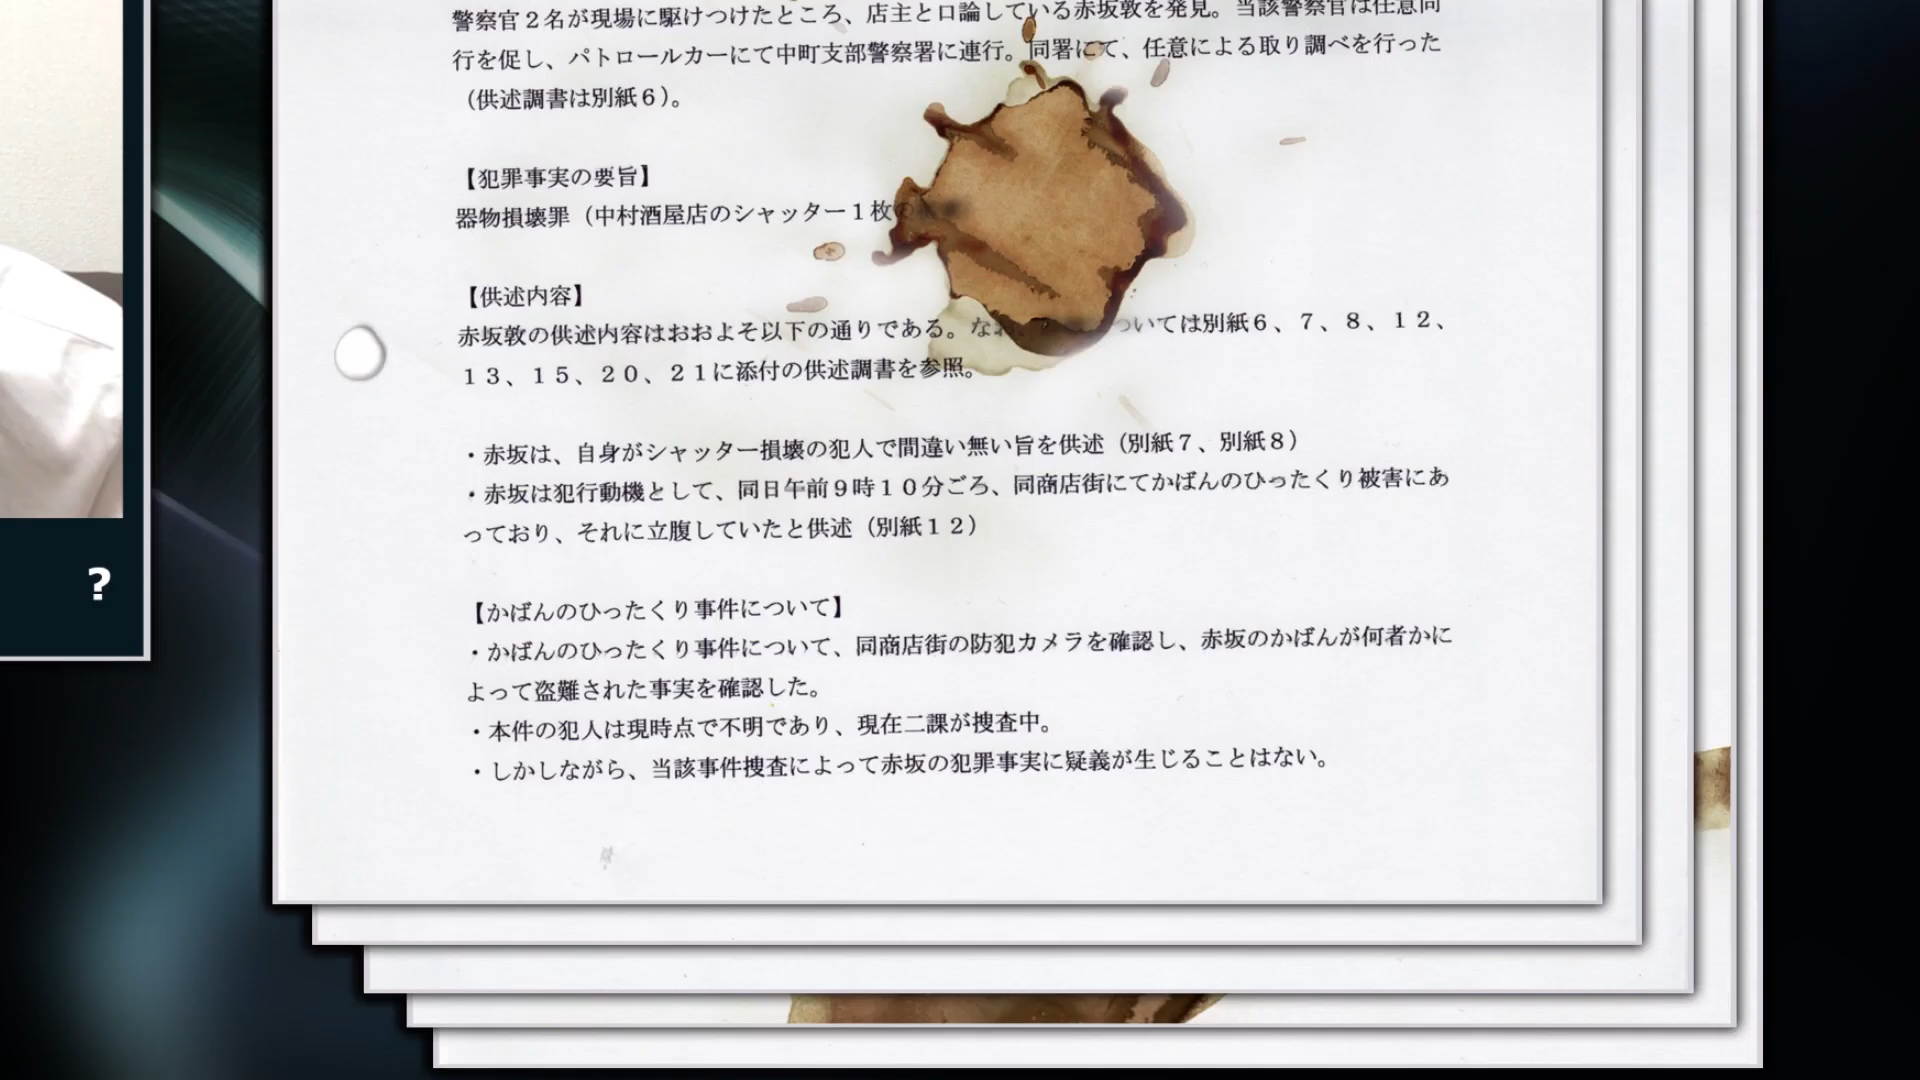 警察官２名が現場に駆けつけたところ、店主と口論している赤坂敦を発見。当該警察官は任意同
行を促し、パトロールカーにて中町支部警察署に連行。同署にて、任意による取り調べを行った
（供述調書は別紙６）。
【犯罪事実の要旨】
器物損壊罪（中村酒屋店のシャッター１枚の
【供述内容】
赤坂敦の供述内容はおおよそ以下の通りである。なお、ついては別紙６、７、８、１２、
１３、１５、２０、２１に添付の供述調書を参照。
・赤坂は、自身がシャッター損壊の犯人で間違い無い旨を供述（別紙７、別紙８）
・赤坂は犯行動機として、同日午前９時１０分ごろ、同商店街にてかばんのひったくり被害にあ
っており、それに立腹していたと供述（別紙１２）
【かばんのひったくり事件について】
・かばんのひったくり事件について、同商店街の防犯カメラを確認し、赤坂のかばんが何者かに
よって盗難された事実を確認した。
・本件の犯人は現時点で不明であり、現在二課が捜査中。
・しかしながら、当該事件捜査によって赤坂の犯罪事実に疑義が生じることはない。
?